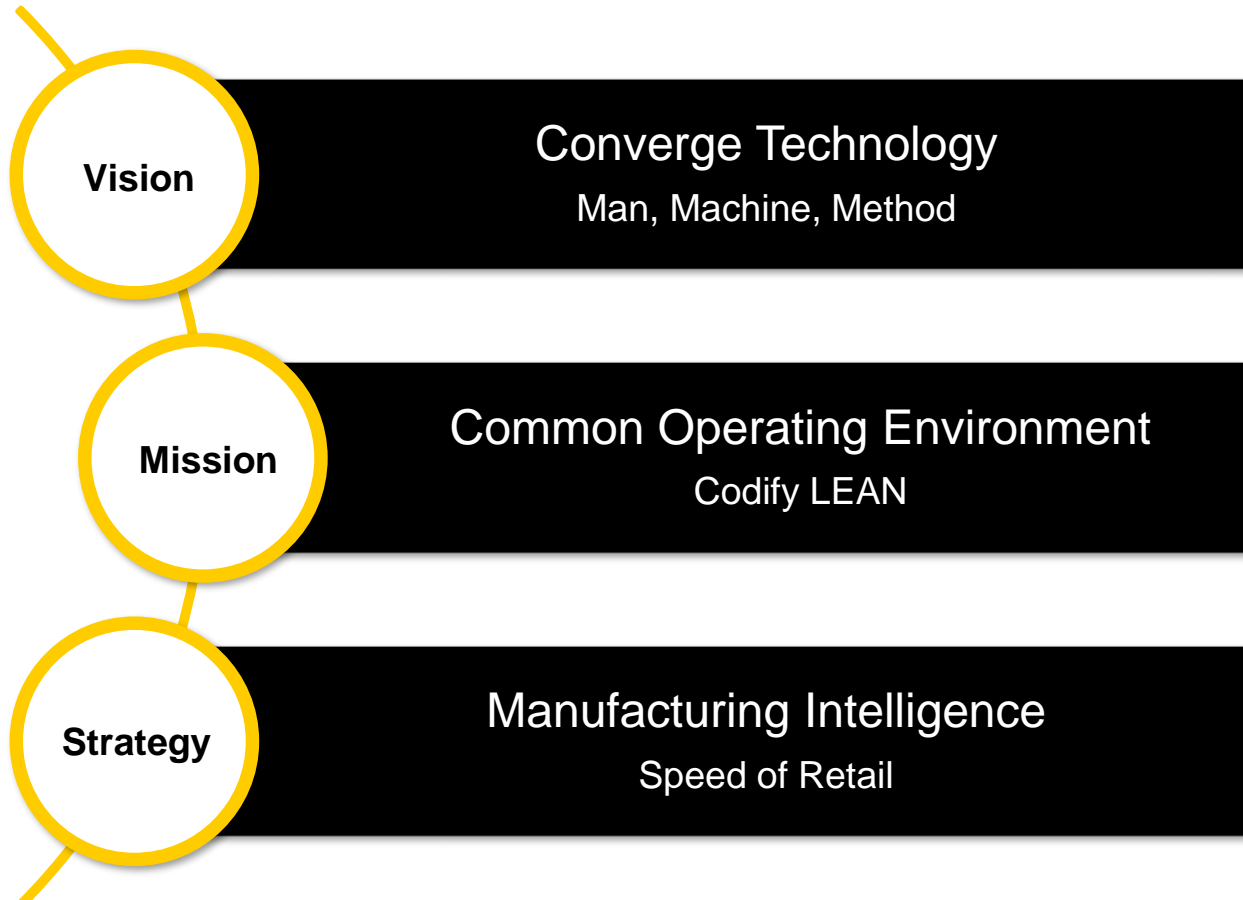 Vision
Converge Technology
Man, Machine, Method
Mission
Common Operating Environment
Codify LEAN
Strategy
Manufacturing Intelligence
Speed of Retail